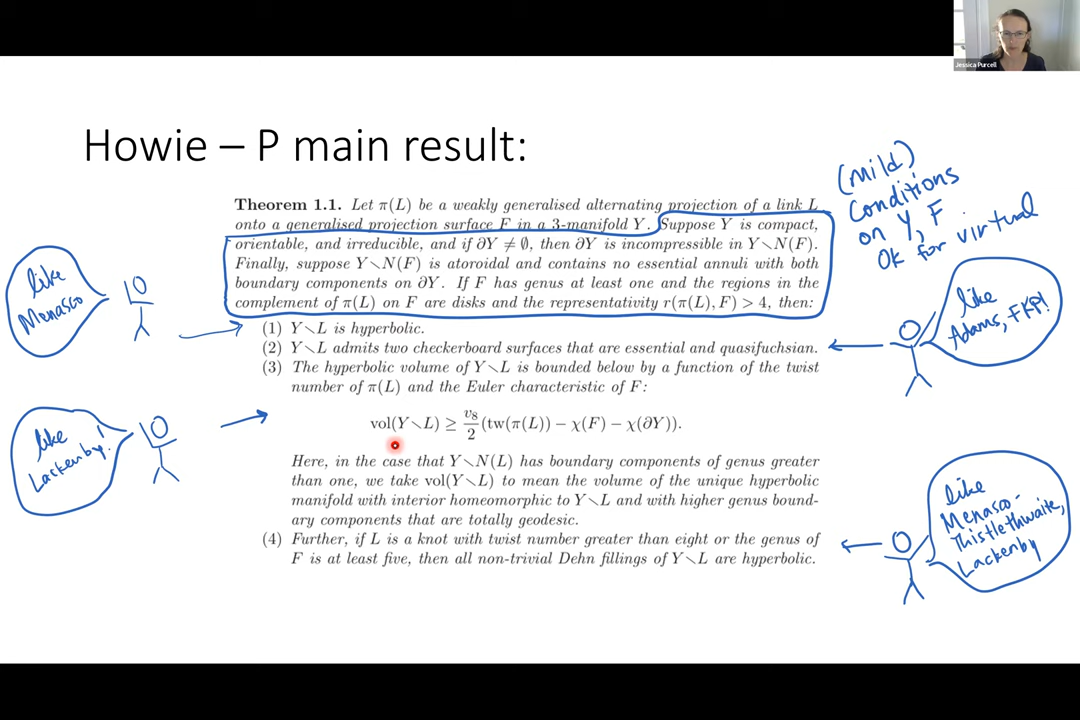 Jessica Purcell
Howie – P main result:
Theorem 1.1. Let π(L) be a weakly generalised alternating projection of a link L
onto a generalised projection surface F in a 3-manifold Y. Suppose Y is compact,
orientable, and irreducible, and if ∂Y ≠ ∅, then ∂Y is incompressible in Y∖N(F).
Finally, suppose Y∖N(F) is atoroidal and contains no essential annuli with both
boundary components on ∂Y. If F has genus at least one and the regions in the
complement of π(L) on F are disks and the representativity r(π(L), F) > 4, then:
(1) Y∖L is hyperbolic.
(2) Y∖L admits two checkerboard surfaces that are essential and quasifuchsian.
(3) The hyperbolic volume of Y∖L is bounded below by a function of the twist
number of π(L) and the Euler characteristic of F:
vol(Y∖L) ≥ v₈/2 (tw(π(L)) − χ(F) − χ(∂Y)).
Here, in the case that Y∖N(L) has boundary components of genus greater
than one, we take vol(Y∖L) to mean the volume of the unique hyperbolic
manifold with interior homeomorphic to Y∖L and with higher genus bound-
ary components that are totally geodesic.
(4) Further, if L is a knot with twist number greater than eight or the genus of
F is at least five, then all non-trivial Dehn fillings of Y∖L are hyperbolic.
like
Menasco
like
Lackenby!
(mild)
conditions
on Y, F
Ok for virtual
like
Adams, FKP!
like
Menasco-
Thistlethwaite,
Lackenby